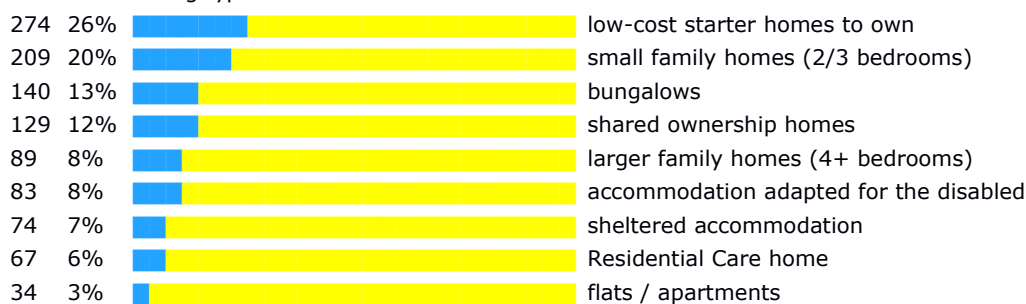 274 26% low-cost starter homes to own
209 20% small family homes (2/3 bedrooms)
140 13% bungalows
129 12% shared ownership homes
89 8% larger family homes (4+ bedrooms)
83 8% accommodation adapted for the disabled
74 7% sheltered accommodation
67 6% Residential Care home
34 3% flats / apartments